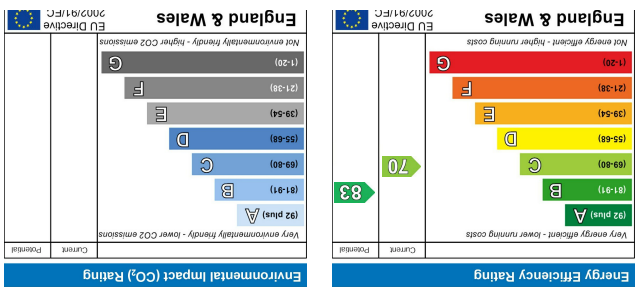 Energy Efficiency Rating
Current Potential
Very energy efficient - lower running costs
(92 plus) A
(81-91) B
83
(69-80) C
70
(55-68) D
(39-54) E
(21-38) F
(1-20) G
Not energy efficient - higher running costs
England & Wales
EU Directive
2002/91/EC
Environmental Impact (CO₂) Rating
Current Potential
Very environmentally friendly - lower CO2 emissions
(92 plus) A
(81-91) B
(69-80) C
(55-68) D
(39-54) E
(21-38) F
(1-20) G
Not environmentally friendly - higher CO2 emissions
England & Wales
EU Directive
2002/91/EC